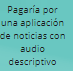 Pagaría por
una aplicación
de noticias con
audio
descriptivo